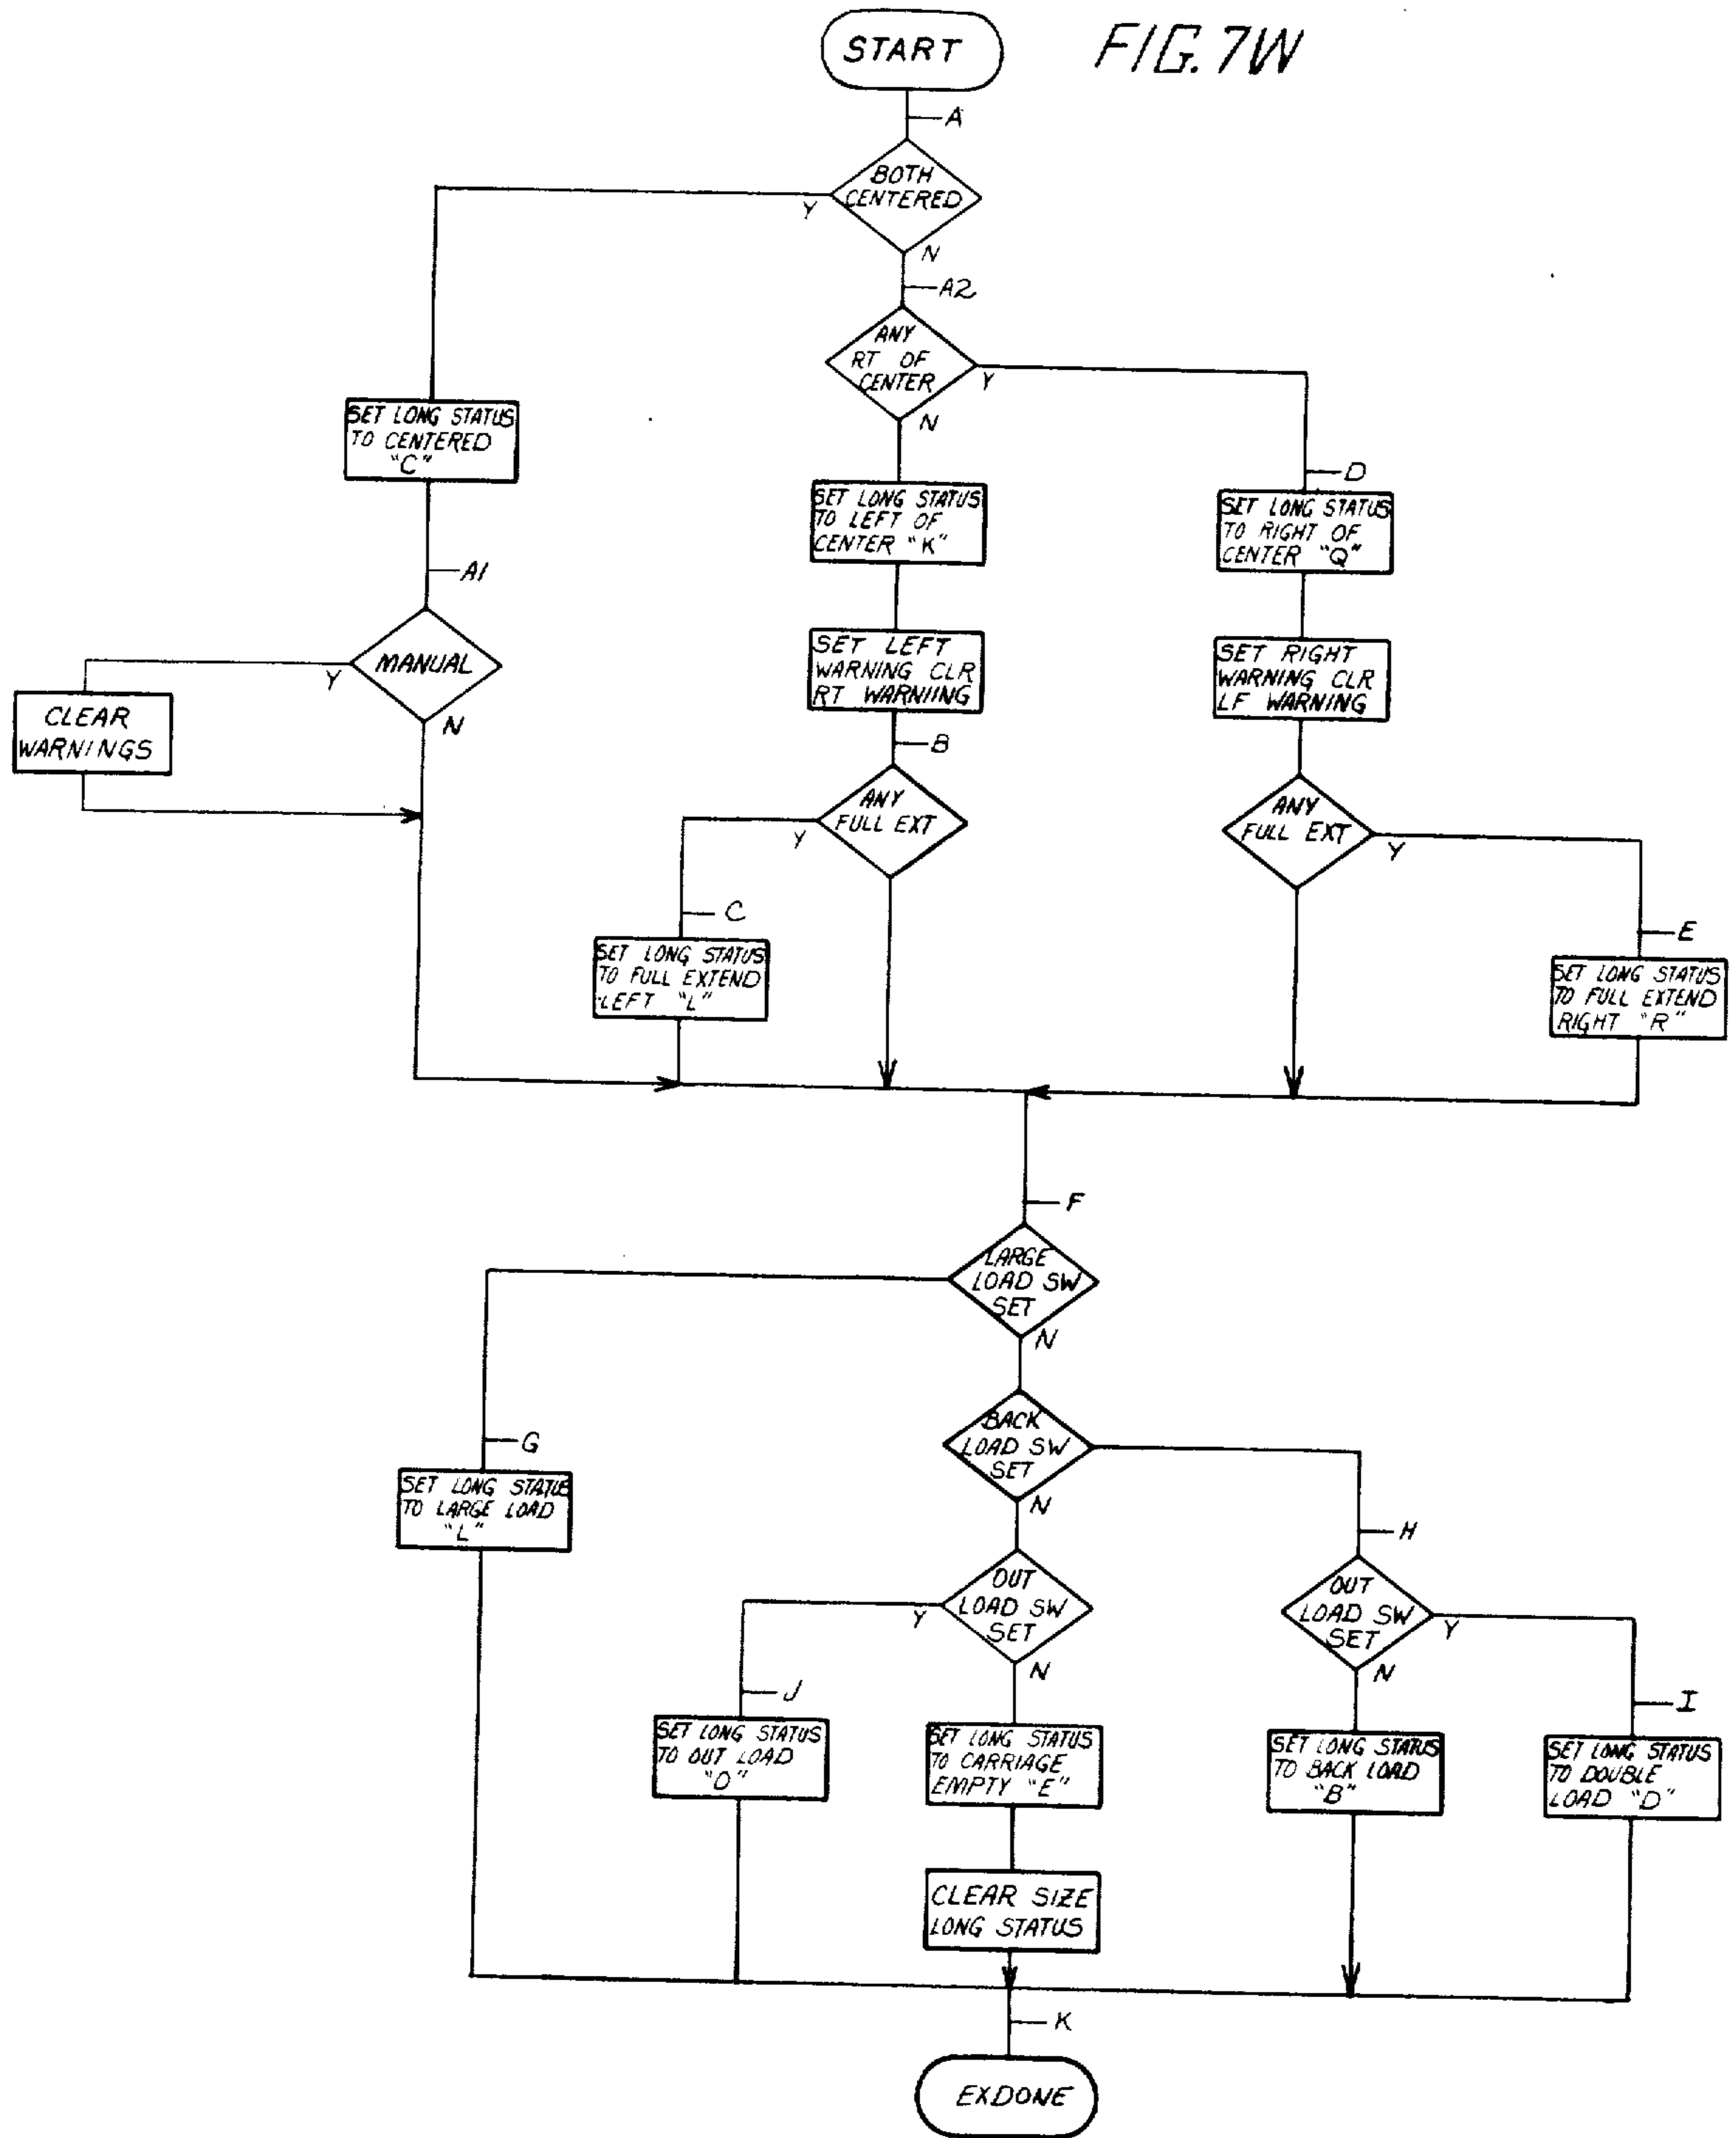 START
FIG. 7W
A
BOTH
CENTERED
Y
N
A2
ANY
RT OF
CENTER
Y
N
SET LONG STATUS
TO CENTERED
"C"
D
SET LONG STATUS
TO LEFT OF
CENTER "K"
SET LONG STATUS
TO RIGHT OF
CENTER "Q"
A1
MANUAL
Y
N
SET LEFT
WARNING CLR
RT WARNIING
SET RIGHT
WARNING CLR
LF WARNING
CLEAR
WARNINGS
B
ANY
FULL EXT
Y
ANY
FULL EXT
Y
C
E
SET LONG STATUS
TO FULL EXTEND
LEFT "L"
SET LONG STATUS
TO FULL EXTEND
RIGHT "R"
F
LARGE
LOAD SW
SET
N
BACK
LOAD SW
SET
N
G
SET LONG STATUS
TO LARGE LOAD
"L"
H
OUT
LOAD SW
SET
Y
N
OUT
LOAD SW
SET
Y
N
J
I
SET LONG STATUS
TO OUT LOAD
"O"
SET LONG STATUS
TO CARRIAGE
EMPTY "E"
SET LONG STATUS
TO BACK LOAD
"B"
SET LONG STATUS
TO DOUBLE
LOAD "D"
CLEAR SIZE
LONG STATUS
K
EXDONE